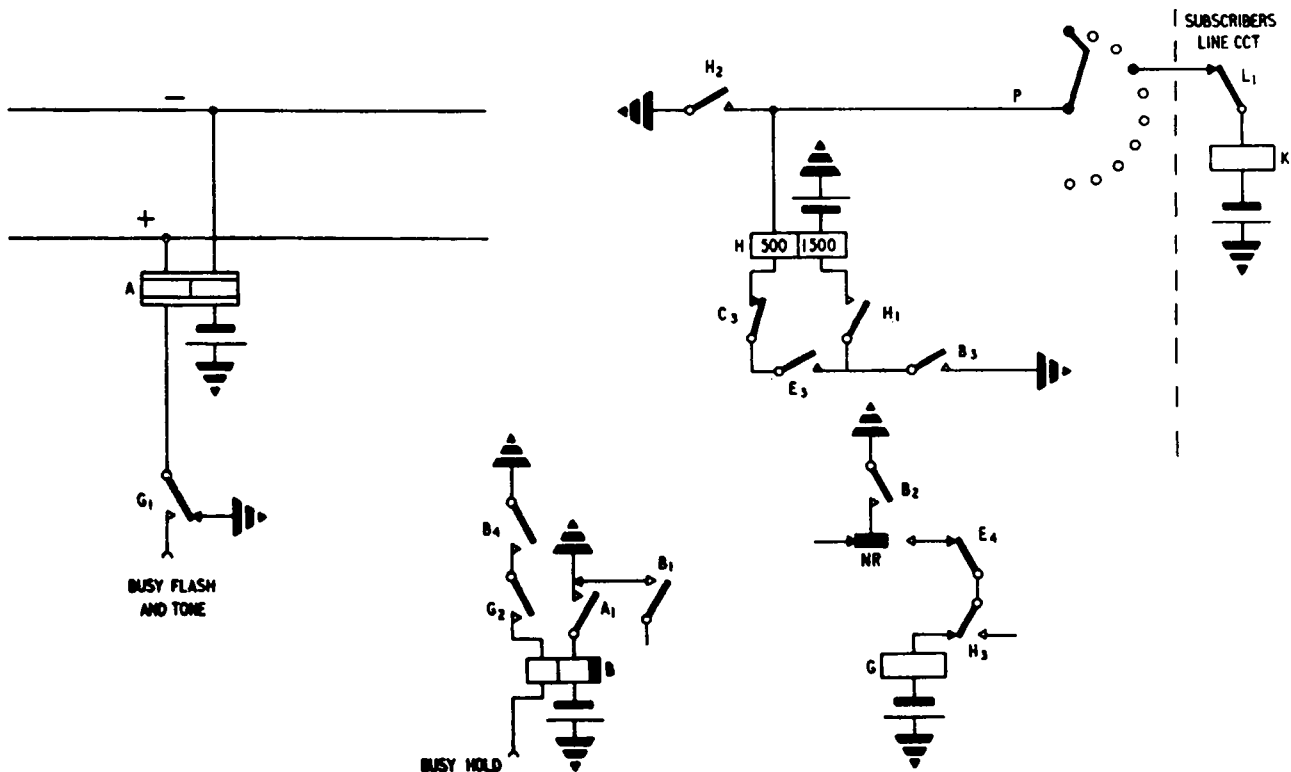 SUBSCRIBERS
LINE CCT
H2
L1
P
K
−
+
A
H 500 1500
C3
H1
B3
E3
G1
B2
B4
E4
B1
NR
BUSY FLASH
AND TONE
G2
A1
H3
B
G
BUSY HOLD